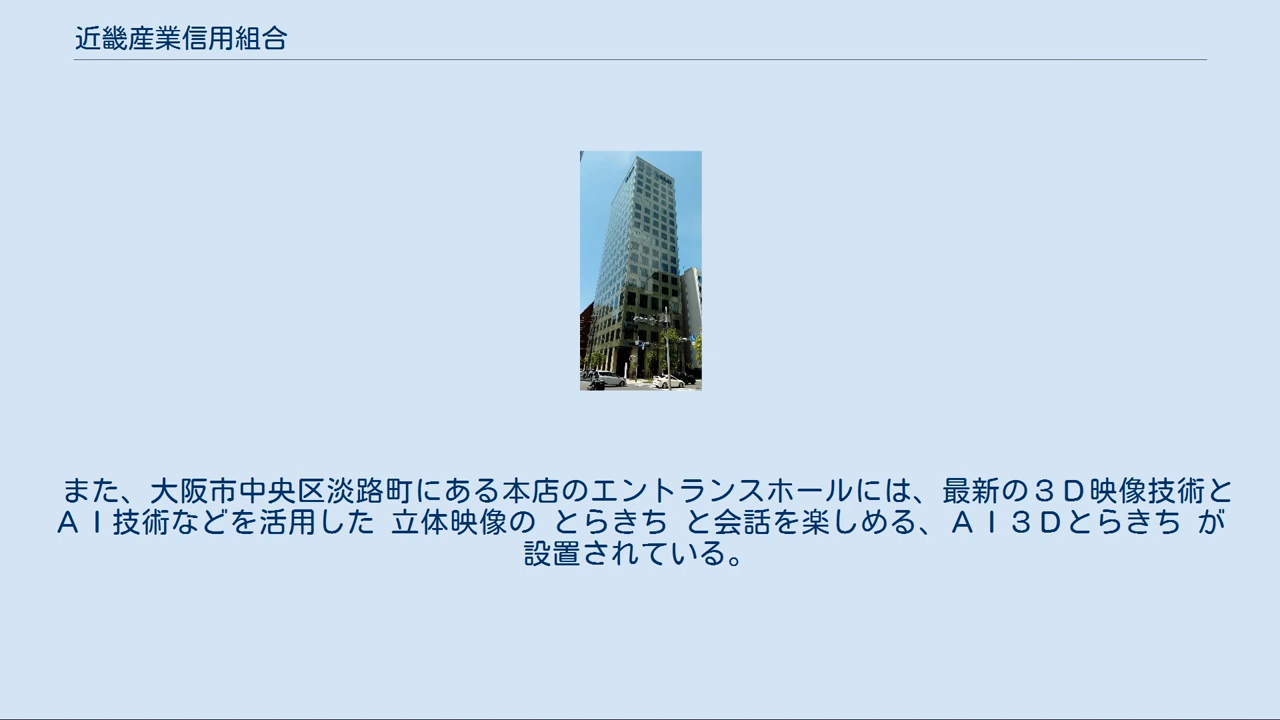 近畿産業信用組合
また、大阪市中央区淡路町にある本店のエントランスホールには、最新の３Ｄ映像技術と
ＡＩ技術などを活用した 立体映像の とらきち と会話を楽しめる、ＡＩ３Ｄとらきち が
設置されている。